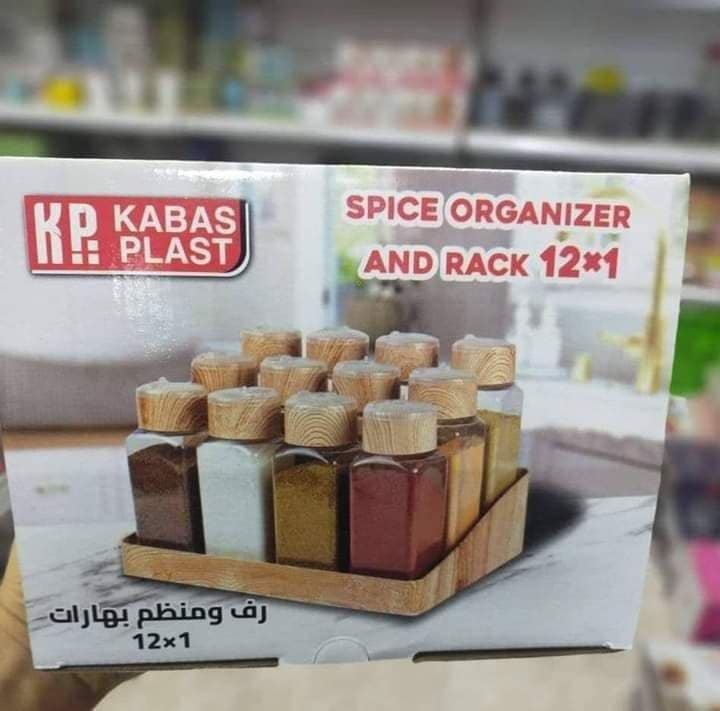 KP
KABAS
PLAST
SPICE ORGANIZER
AND RACK 12×1
رف ومنظم بهارات
12×1